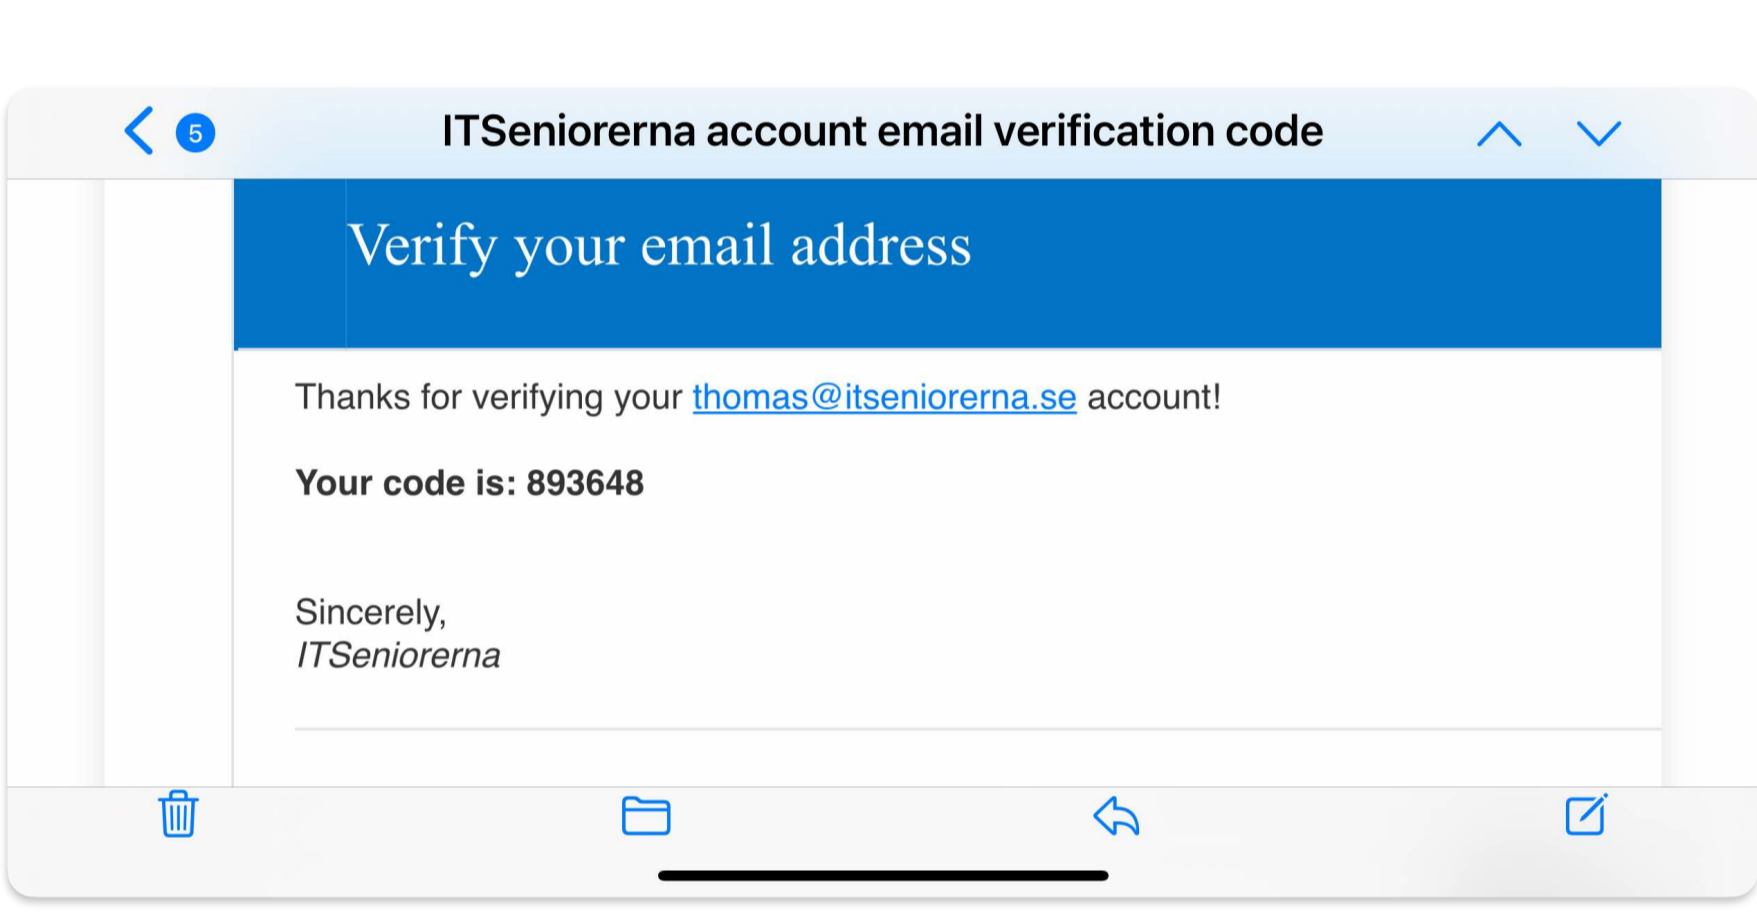 5
ITSeniorerna account email verification code
Verify your email address
Thanks for verifying your thomas@itseniorerna.se account!
Your code is: 893648
Sincerely,
ITSeniorerna